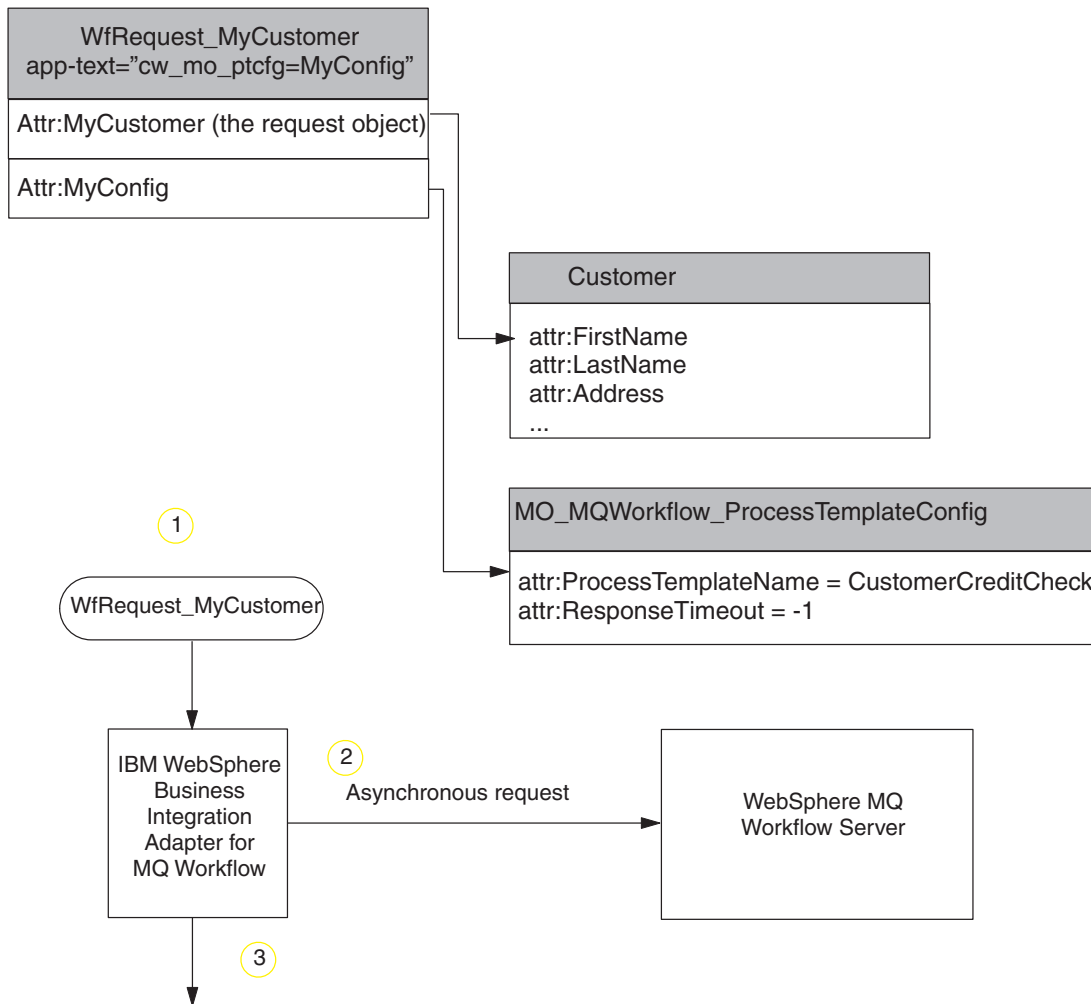 WfRequest_MyCustomer
app-text=”cw_mo_ptcfg=MyConfig”
Attr:MyCustomer (the request object)
Attr:MyConfig
Customer
attr:FirstName
attr:LastName
attr:Address
...
MO_MQWorkflow_ProcessTemplateConfig
attr:ProcessTemplateName = CustomerCreditCheck
attr:ResponseTimeout = -1
1
WfRequest_MyCustomer
IBM WebSphere
Business
Integration
Adapter for
MQ Workflow
2
Asynchronous request
WebSphere MQ
Workflow Server
3